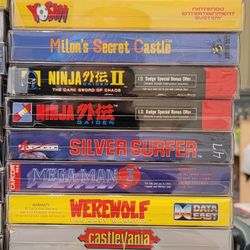 Yoshi
NINTENDO
ENTERTAINMENT
SYSTEM
Milon's Secret Castle
NINJA 外伝 II
THE DARK SWORD OF CHAOS
I.D. Badge Special Bonus Offer
NINJA 外伝
GAIDEN
I.D. Badge Special Bonus Offer
SILVER SURFER
CAPCOM
MEGA MAN 3
WEREWOLF
DATA
EAST
Castlevania